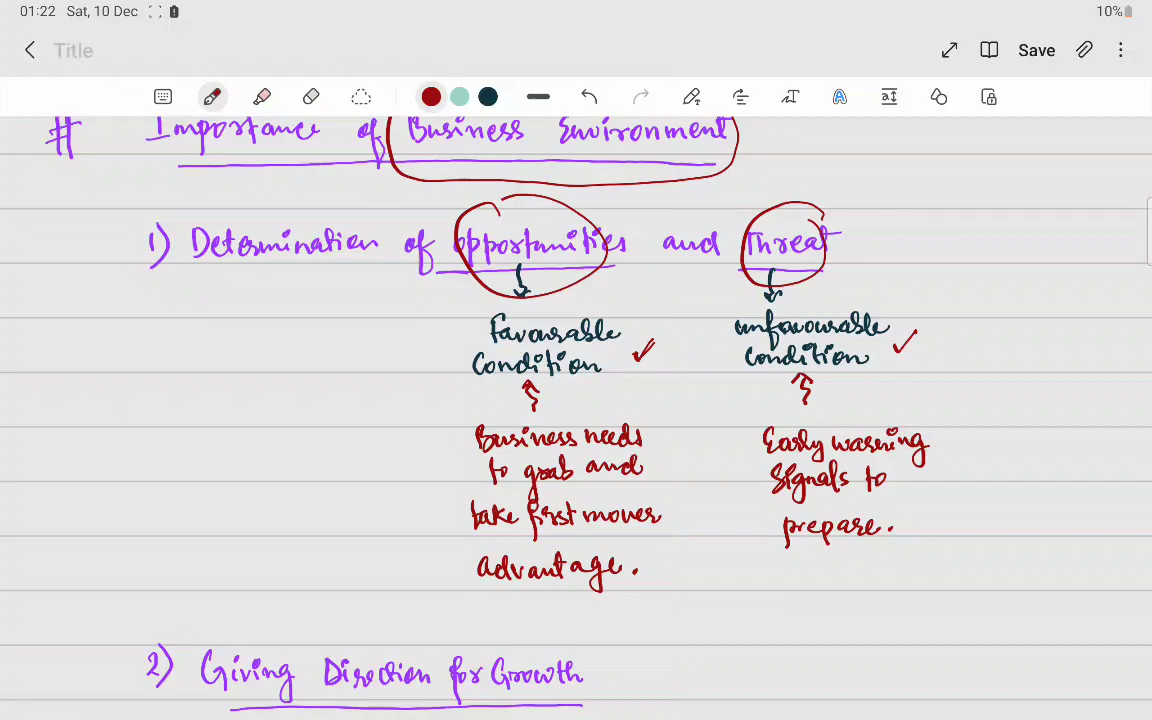 01:22 Sat, 10 Dec 10%
Title Save
# Importance of Business Environment
1) Determination of opportunities and Threat
Favourable unfavourable
Condition condition
Business needs Early warning
to grab and signals to
take first mover prepare.
advantage.
2) Giving Direction for Growth